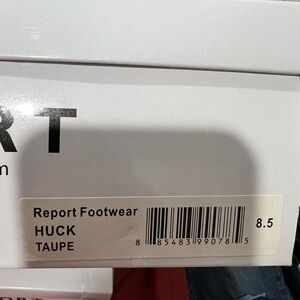 RT
m
Report Footwear
HUCK
8.5
TAUPE
8 85483 99078 5